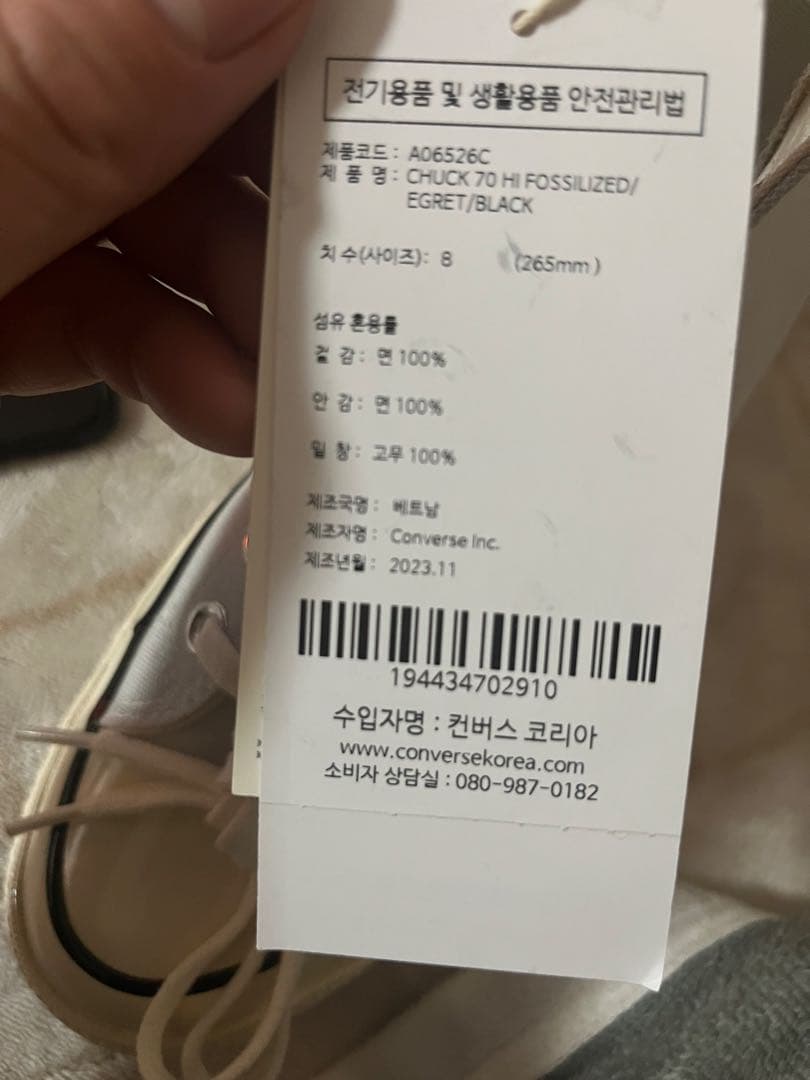 전기용품 및 생활용품 안전관리법
제품코드 : A06526C
제 품 명 : CHUCK 70 HI FOSSILIZED/
EGRET/BLACK
치 수(사이즈) : 8 (265mm)
섬유 혼용률
겉 감 : 면 100%
안 감 : 면 100%
밑 창 : 고무 100%
제조국명 : 베트남
제조자명 : Converse Inc.
제조년월 : 2023.11
194434702910
수입자명 : 컨버스 코리아
www.conversekorea.com
소비자 상담실 : 080-987-0182